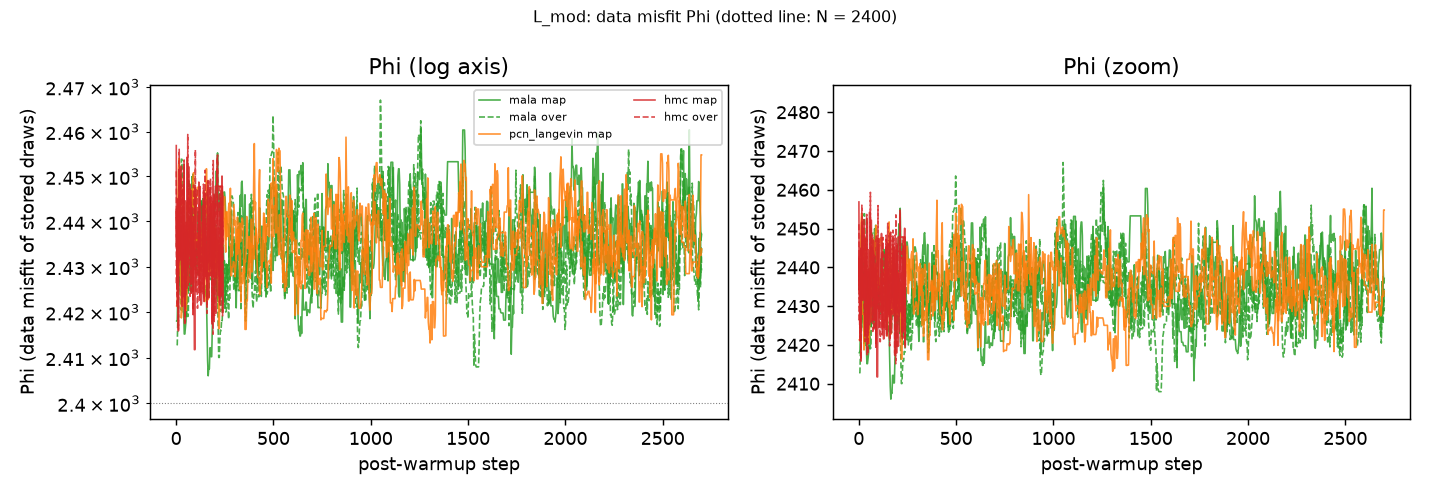 L_mod: data misfit Phi (dotted line: N = 2400)
Phi (log axis)
Phi (data misfit of stored draws)
2.47 × 10³
2.46 × 10³
2.45 × 10³
2.44 × 10³
2.43 × 10³
2.42 × 10³
2.41 × 10³
2.4 × 10³
mala map
mala over
pcn_langevin map
hmc map
hmc over
0 500 1000 1500 2000 2500
post-warmup step
Phi (zoom)
Phi (data misfit of stored draws)
2480
2470
2460
2450
2440
2430
2420
2410
0 500 1000 1500 2000 2500
post-warmup step